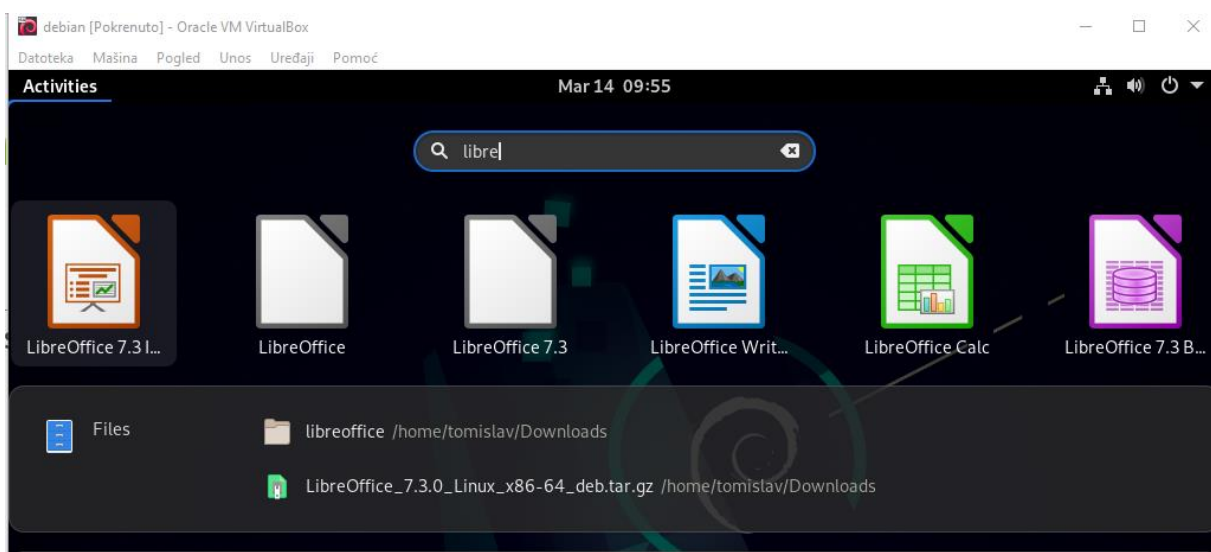 debian [Pokrenuto] - Oracle VM VirtualBox
Datoteka Mašina Pogled Unos Uređaji Pomoć
Activities Mar 14 09:55
libre
LibreOffice 7.3 I... LibreOffice LibreOffice 7.3 LibreOffice Writ... LibreOffice Calc LibreOffice 7.3 B...
Files libreoffice /home/tomislav/Downloads
LibreOffice_7.3.0_Linux_x86-64_deb.tar.gz /home/tomislav/Downloads